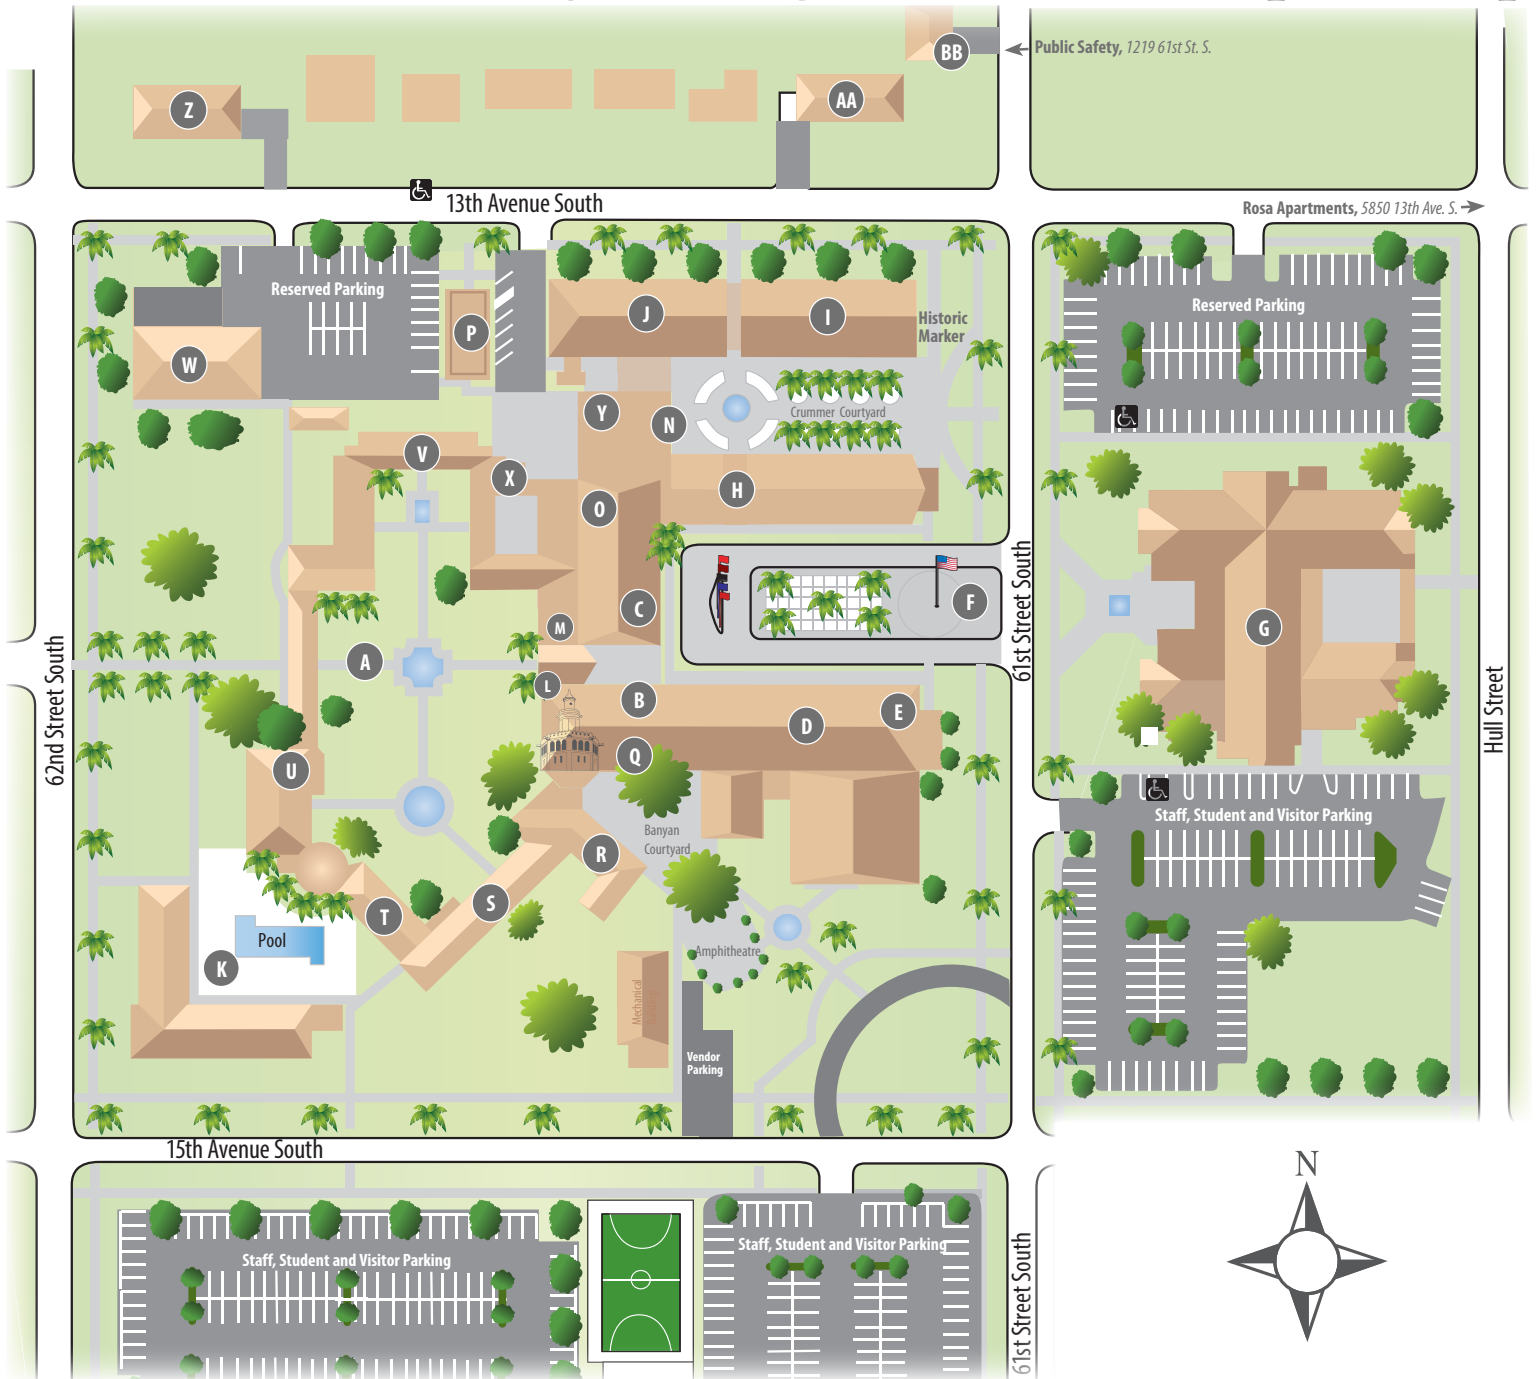 BB
Public Safety, 1219 61st St. S.
Z
AA
13th Avenue South
Rosa Apartments, 5850 13th Ave. S.
Reserved Parking
Reserved Parking
P
J
I
Historic
Marker
W
Y
N
Crummer Courtyard
V
X
H
O
C
F
61st Street South
M
G
A
62nd Street South
L
B
D
E
Hull Street
Q
U
Staff, Student and Visitor Parking
Banyan
Courtyard
R
S
T
Pool
K
Amphitheatre
Mechanical
Building
Vendor
Parking
15th Avenue South
N
Staff, Student and Visitor Parking
Staff, Student and Visitor Parking
61st Street South